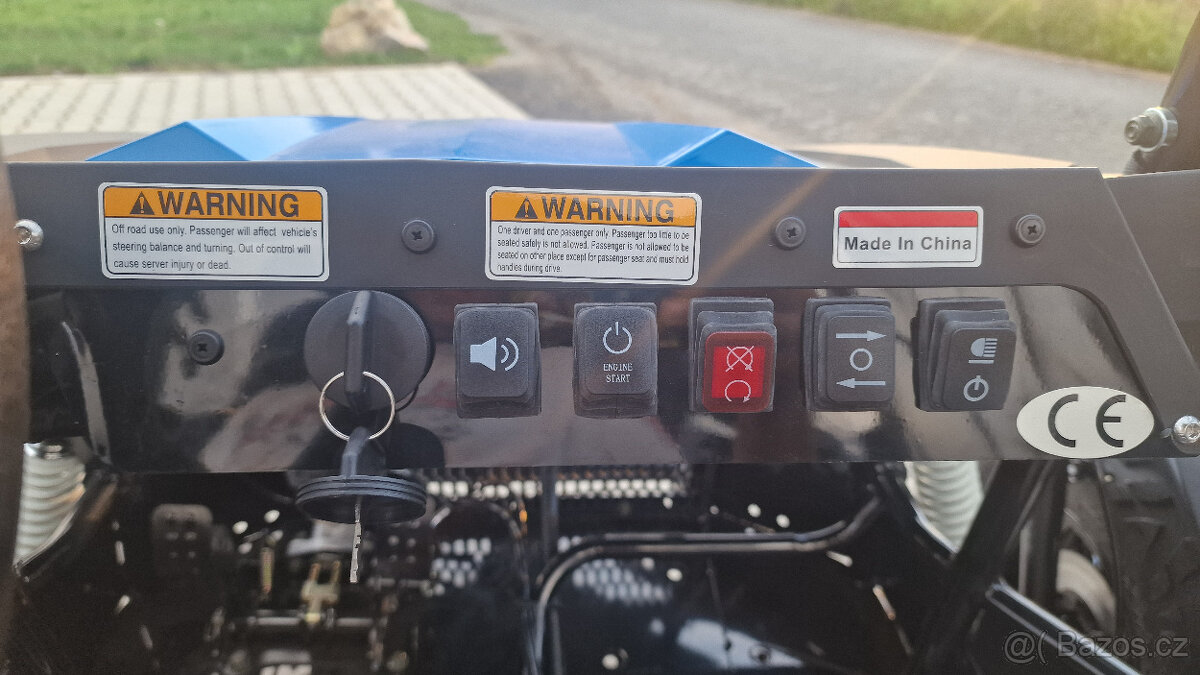 WARNING
Off road use only. Passenger will affect vehicle's
steering balance and turning. Out of control will
cause server injury or dead.
WARNING
One driver and one passenger only. Passenger too little to be
seated safely is not allowed. Passenger is not allowed to be
seated on other place except for passenger seat and must hold
handles during drive.
Made In China
ENGINE
START
CE
@( Bazos.cz